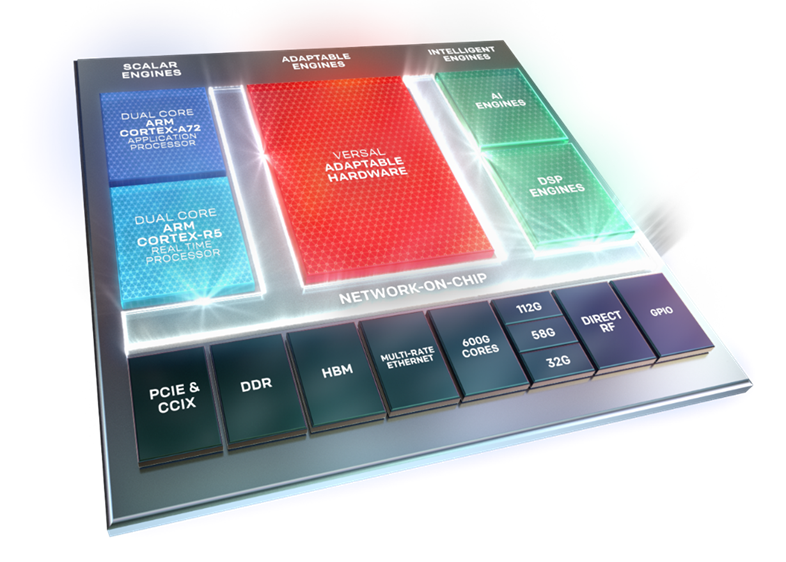 SCALAR
ENGINES
ADAPTABLE
ENGINES
INTELLIGENT
ENGINES
DUAL CORE
ARM
CORTEX-A72
APPLICATION
PROCESSOR
DUAL CORE
ARM
CORTEX-R5
REAL TIME
PROCESSOR
VERSAL
ADAPTABLE
HARDWARE
AI
ENGINES
DSP
ENGINES
NETWORK-ON-CHIP
PCIE &
CCIX
DDR
HBM
MULTI-RATE
ETHERNET
600G
CORES
112G
58G
32G
DIRECT
RF
GPIO